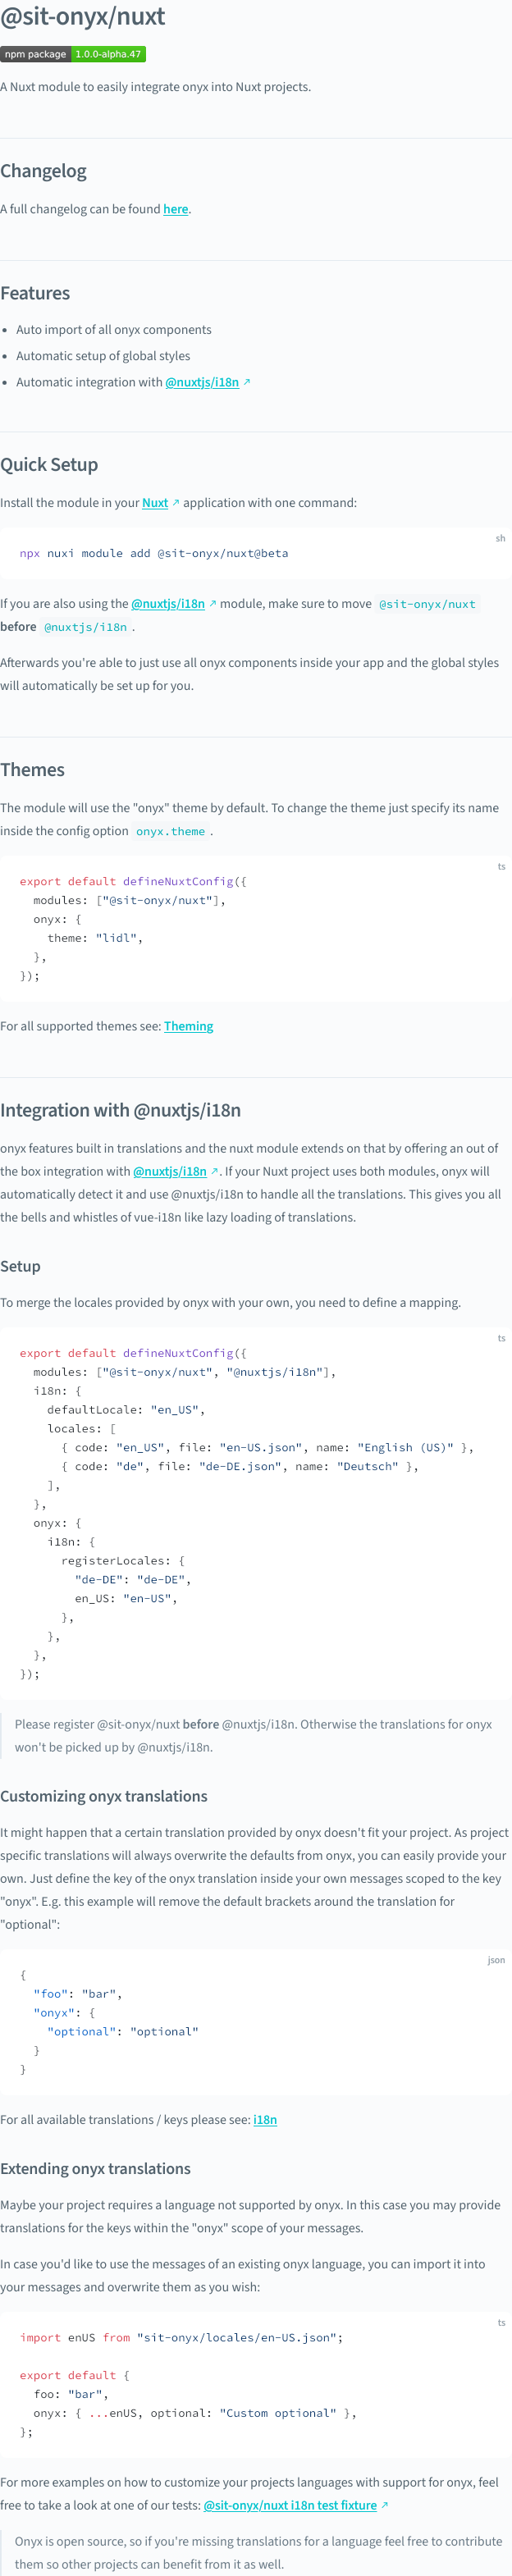 @sit-onyx/nuxt
npm package 1.0.0-alpha.47
A Nuxt module to easily integrate onyx into Nuxt projects.
Changelog
A full changelog can be found here.
Features
• Auto import of all onyx components
• Automatic setup of global styles
• Automatic integration with @nuxtjs/i18n ↗
Quick Setup
Install the module in your Nuxt ↗ application with one command:
sh
npx nuxi module add @sit-onyx/nuxt@beta
If you are also using the @nuxtjs/i18n ↗ module, make sure to move @sit-onyx/nuxt
before @nuxtjs/i18n.
Afterwards you're able to just use all onyx components inside your app and the global styles
will automatically be set up for you.
Themes
The module will use the "onyx" theme by default. To change the theme just specify its name
inside the config option onyx.theme.
ts
export default defineNuxtConfig({
  modules: ["@sit-onyx/nuxt"],
  onyx: {
    theme: "lidl",
  },
});
For all supported themes see: Theming
Integration with @nuxtjs/i18n
onyx features built in translations and the nuxt module extends on that by offering an out of
the box integration with @nuxtjs/i18n ↗. If your Nuxt project uses both modules, onyx will
automatically detect it and use @nuxtjs/i18n to handle all the translations. This gives you all
the bells and whistles of vue-i18n like lazy loading of translations.
Setup
To merge the locales provided by onyx with your own, you need to define a mapping.
ts
export default defineNuxtConfig({
  modules: ["@sit-onyx/nuxt", "@nuxtjs/i18n"],
  i18n: {
    defaultLocale: "en_US",
    locales: [
      { code: "en_US", file: "en-US.json", name: "English (US)" },
      { code: "de", file: "de-DE.json", name: "Deutsch" },
    ],
  },
  onyx: {
    i18n: {
      registerLocales: {
        "de-DE": "de-DE",
        en_US: "en-US",
      },
    },
  },
});
Please register @sit-onyx/nuxt before @nuxtjs/i18n. Otherwise the translations for onyx
won't be picked up by @nuxtjs/i18n.
Customizing onyx translations
It might happen that a certain translation provided by onyx doesn't fit your project. As project
specific translations will always overwrite the defaults from onyx, you can easily provide your
own. Just define the key of the onyx translation inside your own messages scoped to the key
"onyx". E.g. this example will remove the default brackets around the translation for
"optional":
json
{
  "foo": "bar",
  "onyx": {
    "optional": "optional"
  }
}
For all available translations / keys please see: i18n
Extending onyx translations
Maybe your project requires a language not supported by onyx. In this case you may provide
translations for the keys within the "onyx" scope of your messages.
In case you'd like to use the messages of an existing onyx language, you can import it into
your messages and overwrite them as you wish:
ts
import enUS from "sit-onyx/locales/en-US.json";
export default {
  foo: "bar",
  onyx: { ...enUS, optional: "Custom optional" },
};
For more examples on how to customize your projects languages with support for onyx, feel
free to take a look at one of our tests: @sit-onyx/nuxt i18n test fixture ↗
Onyx is open source, so if you're missing translations for a language feel free to contribute
them so other projects can benefit from it as well.